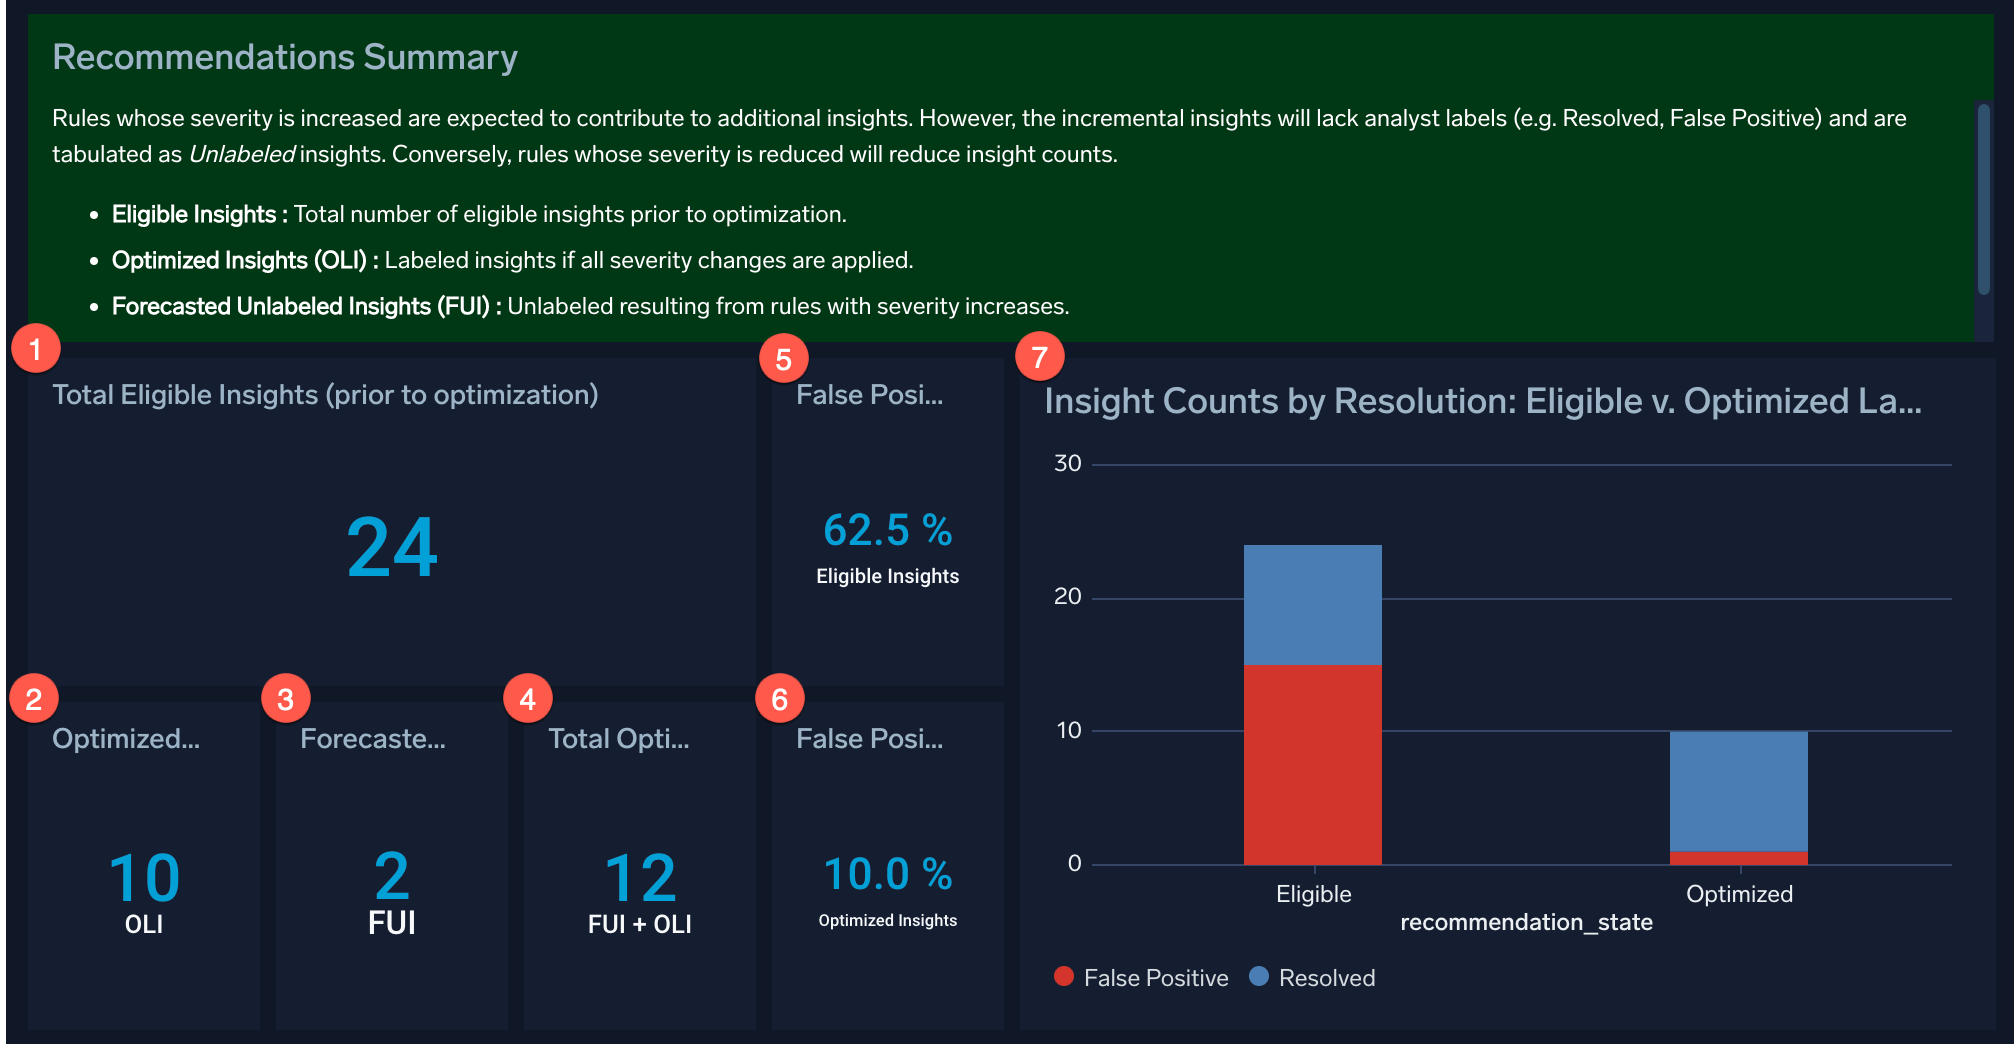 Recommendations Summary
Rules whose severity is increased are expected to contribute to additional insights. However, the incremental insights will lack analyst labels (e.g. Resolved, False Positive) and are
tabulated as Unlabeled insights. Conversely, rules whose severity is reduced will reduce insight counts.
• Eligible Insights : Total number of eligible insights prior to optimization.
• Optimized Insights (OLI) : Labeled insights if all severity changes are applied.
• Forecasted Unlabeled Insights (FUI) : Unlabeled resulting from rules with severity increases.
1
Total Eligible Insights (prior to optimization)
24
5
False Posi...
62.5 %
Eligible Insights
2
Optimized...
10
OLI
3
Forecaste...
2
FUI
4
Total Opti...
12
FUI + OLI
6
False Posi...
10.0 %
Optimized Insights
7
Insight Counts by Resolution: Eligible v. Optimized La...
30
20
10
0
Eligible
Optimized
recommendation_state
False Positive
Resolved